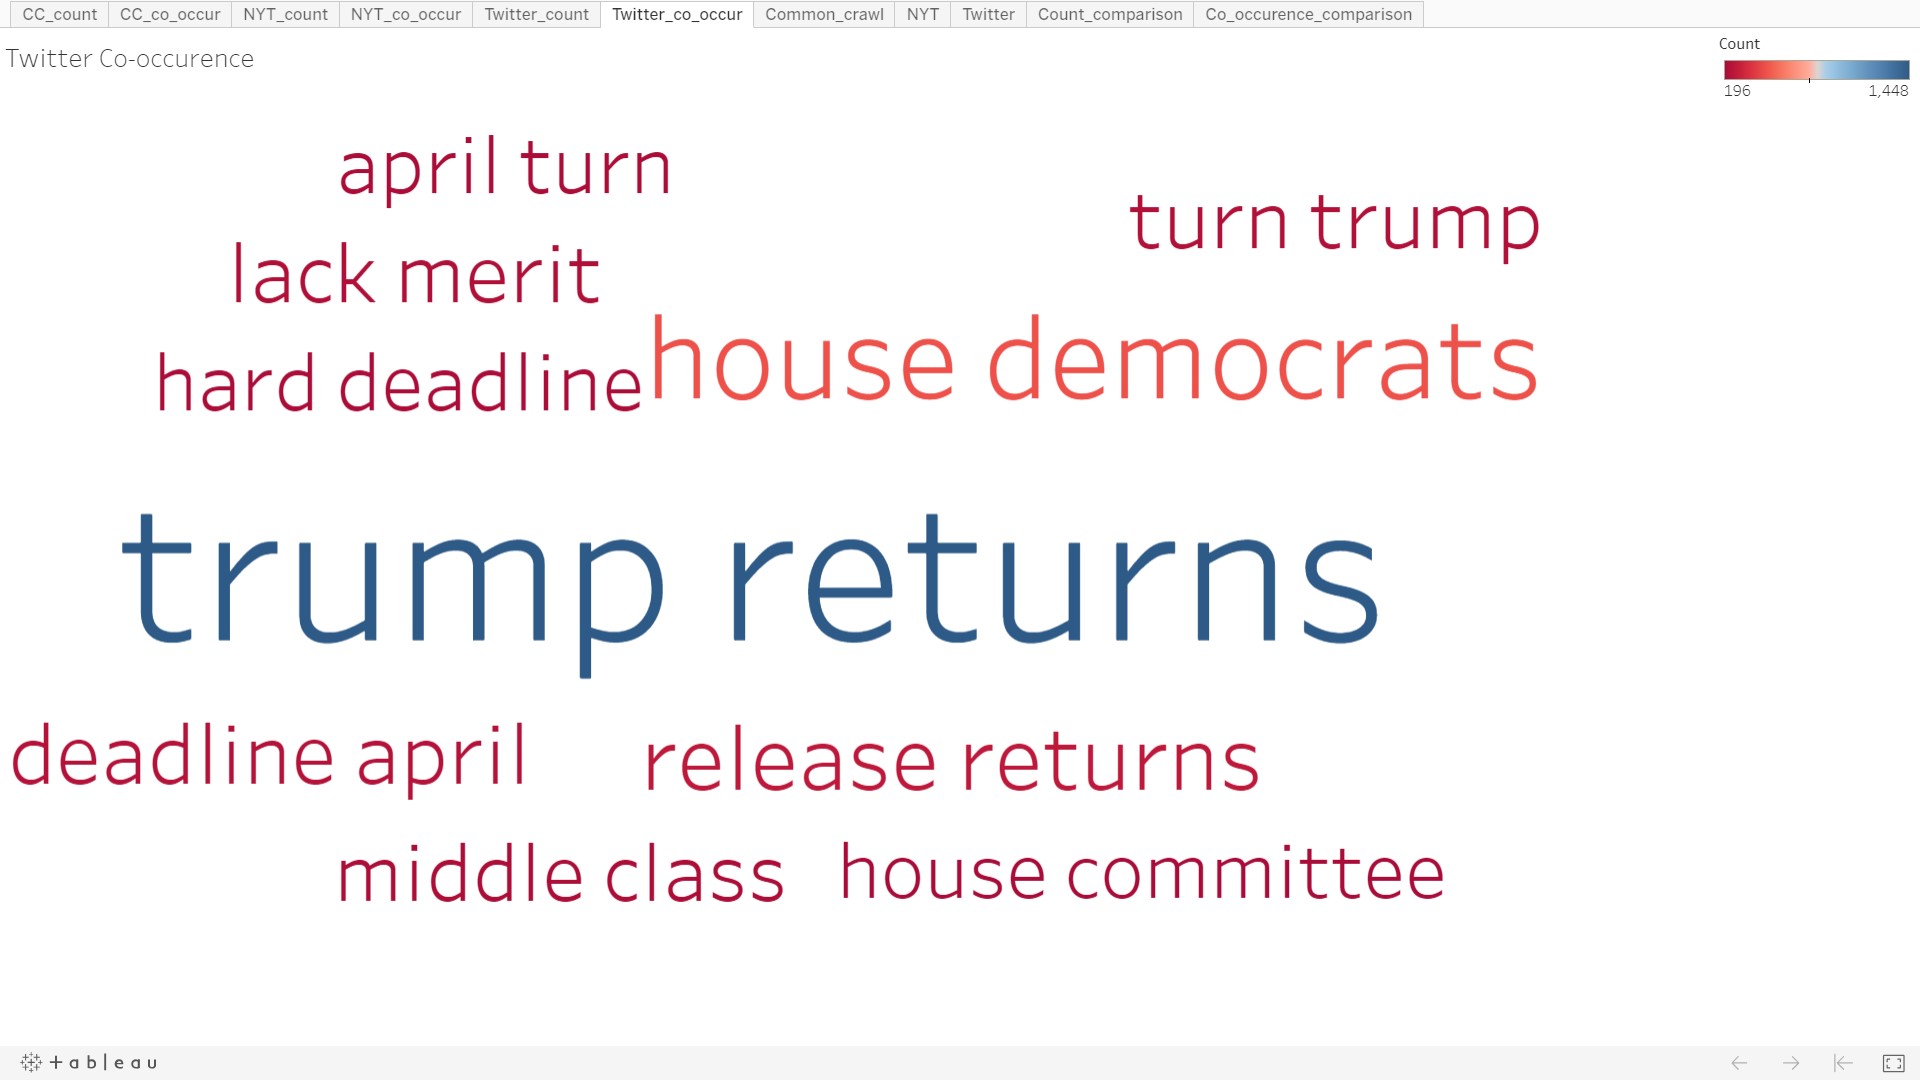 CC_count CC_co_occur NYT_count NYT_co_occur Twitter_count Twitter_co_occur Common_crawl NYT Twitter Count_comparison Co_occurence_comparison
Twitter Co-occurence
Count
196 1,448
april turn
turn trump
lack merit
house democrats
hard deadline
trump returns
deadline april
release returns
middle class
house committee
+ a b l e a u